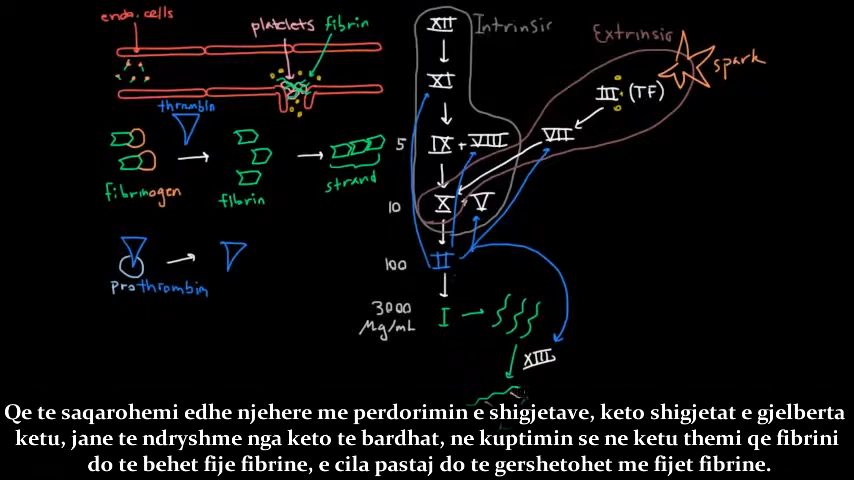 endo. cells
platelets
fibrin
thrombin
fibrinogen
fibrin
strand
prothrombin
XII
Intrinsic
XI
Extrinsic
spark
III (TF)
VII
5
IX + VIII
10
X
V
100
II
3000
Mg/mL
I
XIII
Qe te saqarohemi edhe njehere me perdorimin e shigjetave, keto shigjetat e gjelberta
ketu, jane te ndryshme nga keto te bardhat, ne kuptimin se ne ketu themi qe fibrini
do te behet fije fibrine, e cila pastaj do te gershetohet me fijet fibrine.